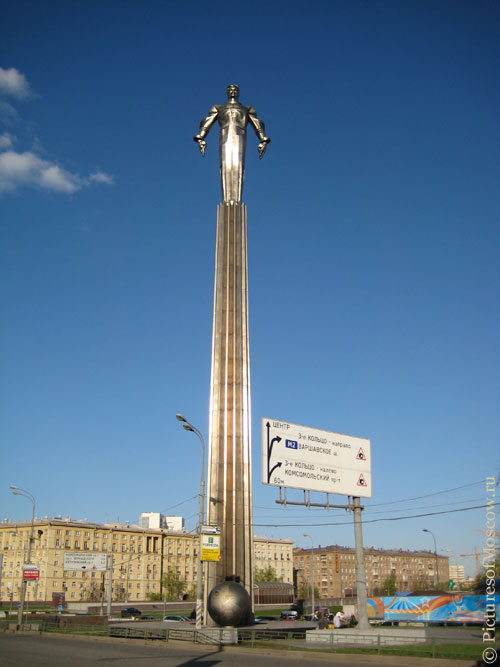 ЦЕНТР
3-е КОЛЬЦО - направо
М2 ВАРШАВСКОЕ ш.
3-е КОЛЬЦО - налево
КОМСОМОЛЬСКИЙ пр-т
60м
© PicturesofMoscow.ru